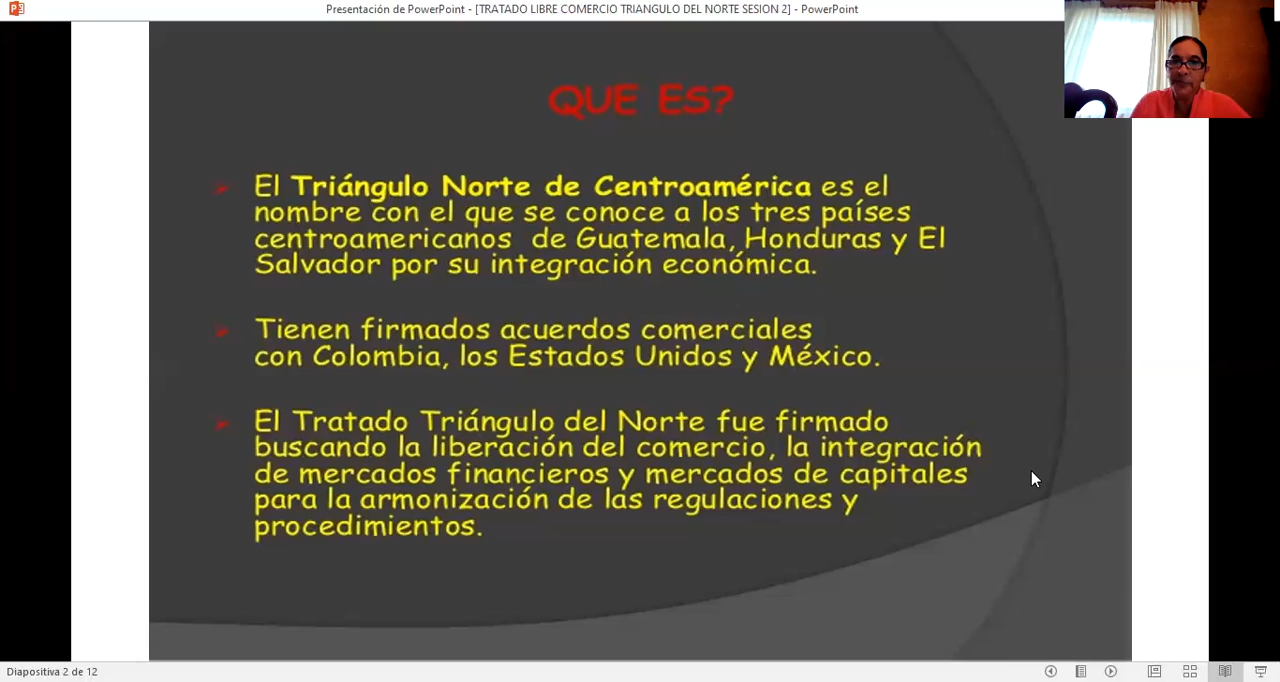 Presentación de PowerPoint - [TRATADO LIBRE COMERCIO TRIANGULO DEL NORTE SESION 2] - PowerPoint
QUE ES?
El Triángulo Norte de Centroamérica es el
nombre con el que se conoce a los tres países
centroamericanos de Guatemala, Honduras y El
Salvador por su integración económica.
Tienen firmados acuerdos comerciales
con Colombia, los Estados Unidos y México.
El Tratado Triángulo del Norte fue firmado
buscando la liberación del comercio, la integración
de mercados financieros y mercados de capitales
para la armonización de las regulaciones y
procedimientos.
Diapositiva 2 de 12